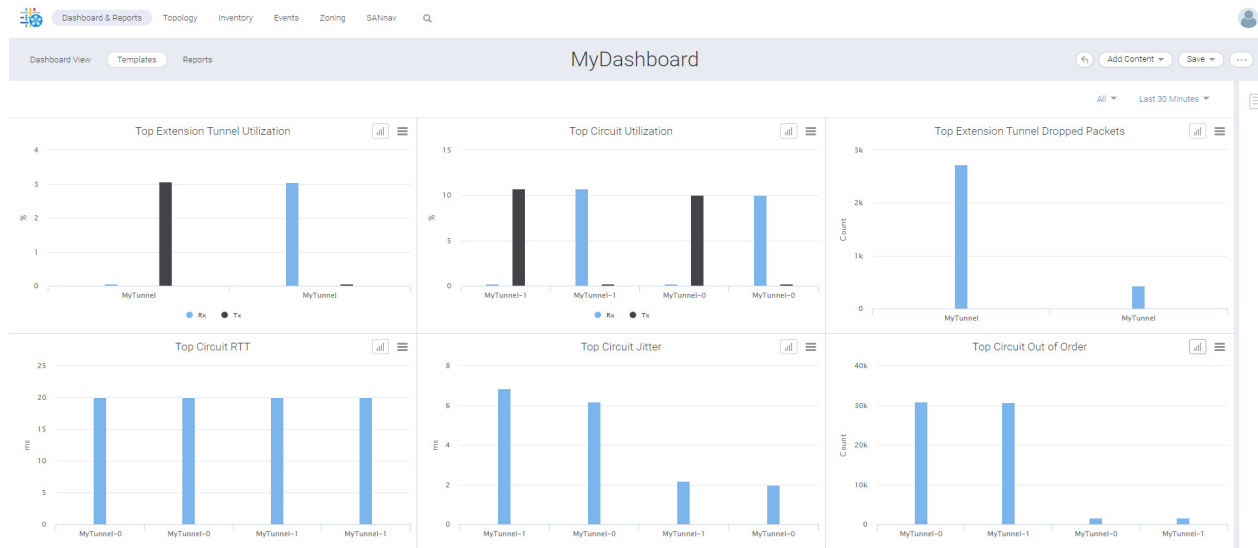 Dashboard & Reports Topology Inventory Events Zoning SANnav
Dashboard View Templates Reports MyDashboard Add Content Save ...
All Last 30 Minutes
Top Extension Tunnel Utilization
4
3
2
1
0
%
MyTunnel MyTunnel
Rx Tx
Top Circuit Utilization
15
10
5
0
%
MyTunnel-1 MyTunnel-1 MyTunnel-0 MyTunnel-0
Rx Tx
Top Extension Tunnel Dropped Packets
3k
2k
1k
0
Count
MyTunnel MyTunnel
Top Circuit RTT
25
20
15
10
5
0
ms
MyTunnel-0 MyTunnel-0 MyTunnel-1 MyTunnel-1
Top Circuit Jitter
8
6
4
2
0
ms
MyTunnel-1 MyTunnel-0 MyTunnel-1 MyTunnel-0
Top Circuit Out of Order
40k
30k
20k
10k
0
Count
MyTunnel-0 MyTunnel-1 MyTunnel-0 MyTunnel-1